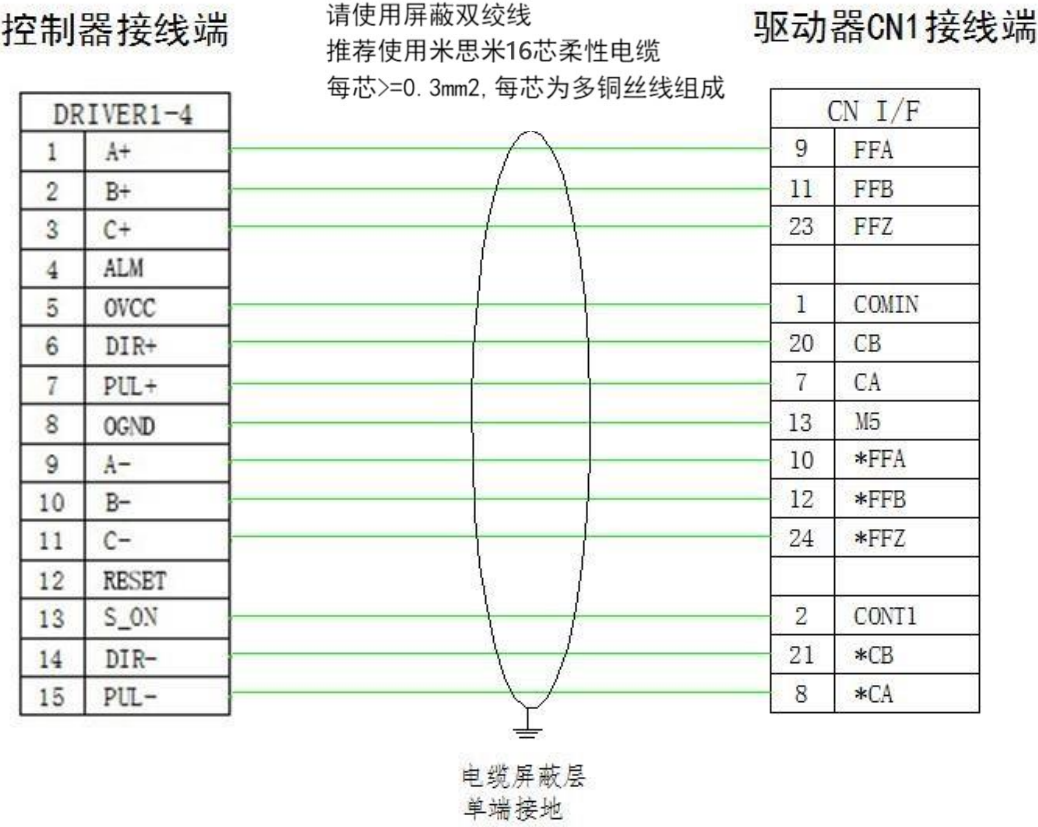 控制器接线端
请使用屏蔽双绞线
推荐使用米思米16芯柔性电缆
每芯>=0.3mm2,每芯为多铜丝线组成
驱动器CN1接线端
DRIVER1-4
1 A+
2 B+
3 C+
4 ALM
5 OVCC
6 DIR+
7 PUL+
8 OGND
9 A-
10 B-
11 C-
12 RESET
13 S_ON
14 DIR-
15 PUL-
CN I/F
9 FFA
11 FFB
23 FFZ
1 COMIN
20 CB
7 CA
13 M5
10 *FFA
12 *FFB
24 *FFZ
2 CONT1
21 *CB
8 *CA
电缆屏蔽层
单端接地